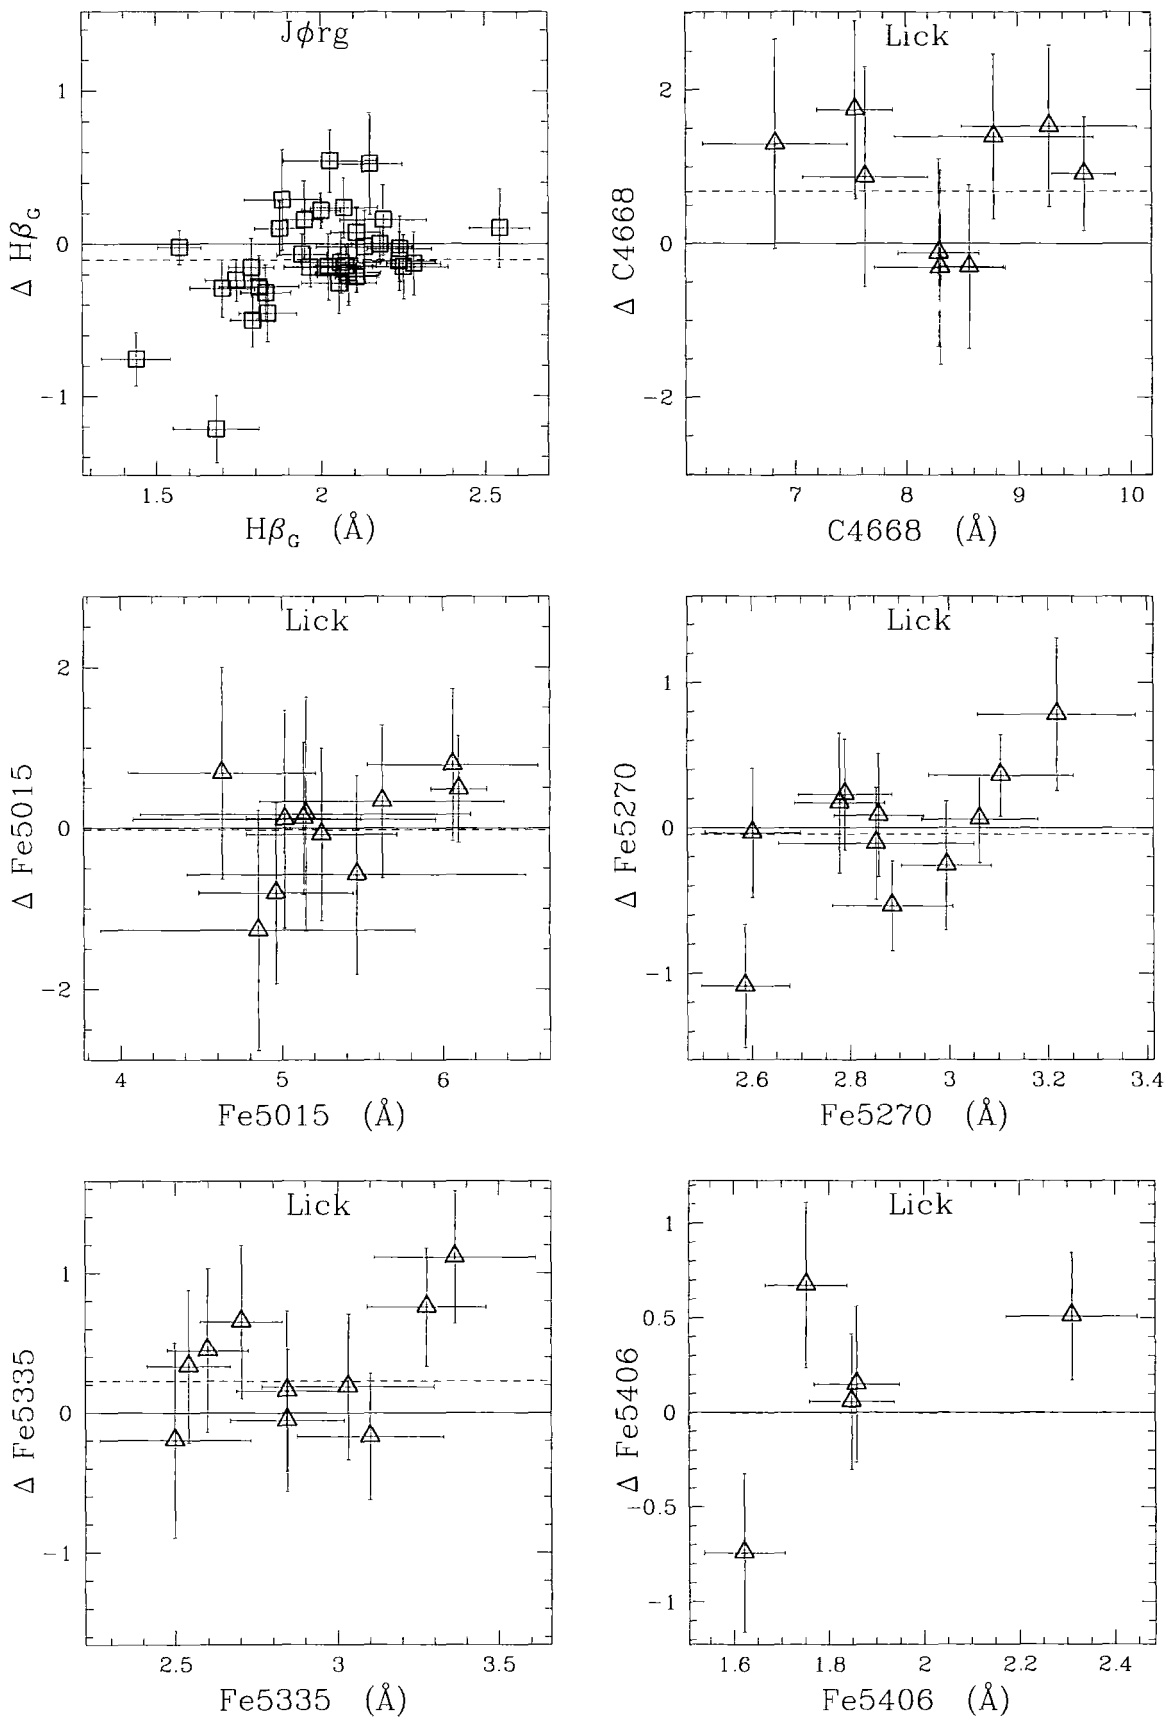 Jϕrg
1
0
−1
Δ Hβ_G
1.5
2
2.5
Hβ_G (Å)
Lick
2
0
−2
Δ C4668
7
8
9
10
C4668 (Å)
Lick
2
0
−2
Δ Fe5015
4
5
6
Fe5015 (Å)
Lick
1
0
−1
Δ Fe5270
2.6
2.8
3
3.2
3.4
Fe5270 (Å)
Lick
1
0
−1
Δ Fe5335
2.5
3
3.5
Fe5335 (Å)
Lick
1
0.5
0
−0.5
−1
Δ Fe5406
1.6
1.8
2
2.2
2.4
Fe5406 (Å)